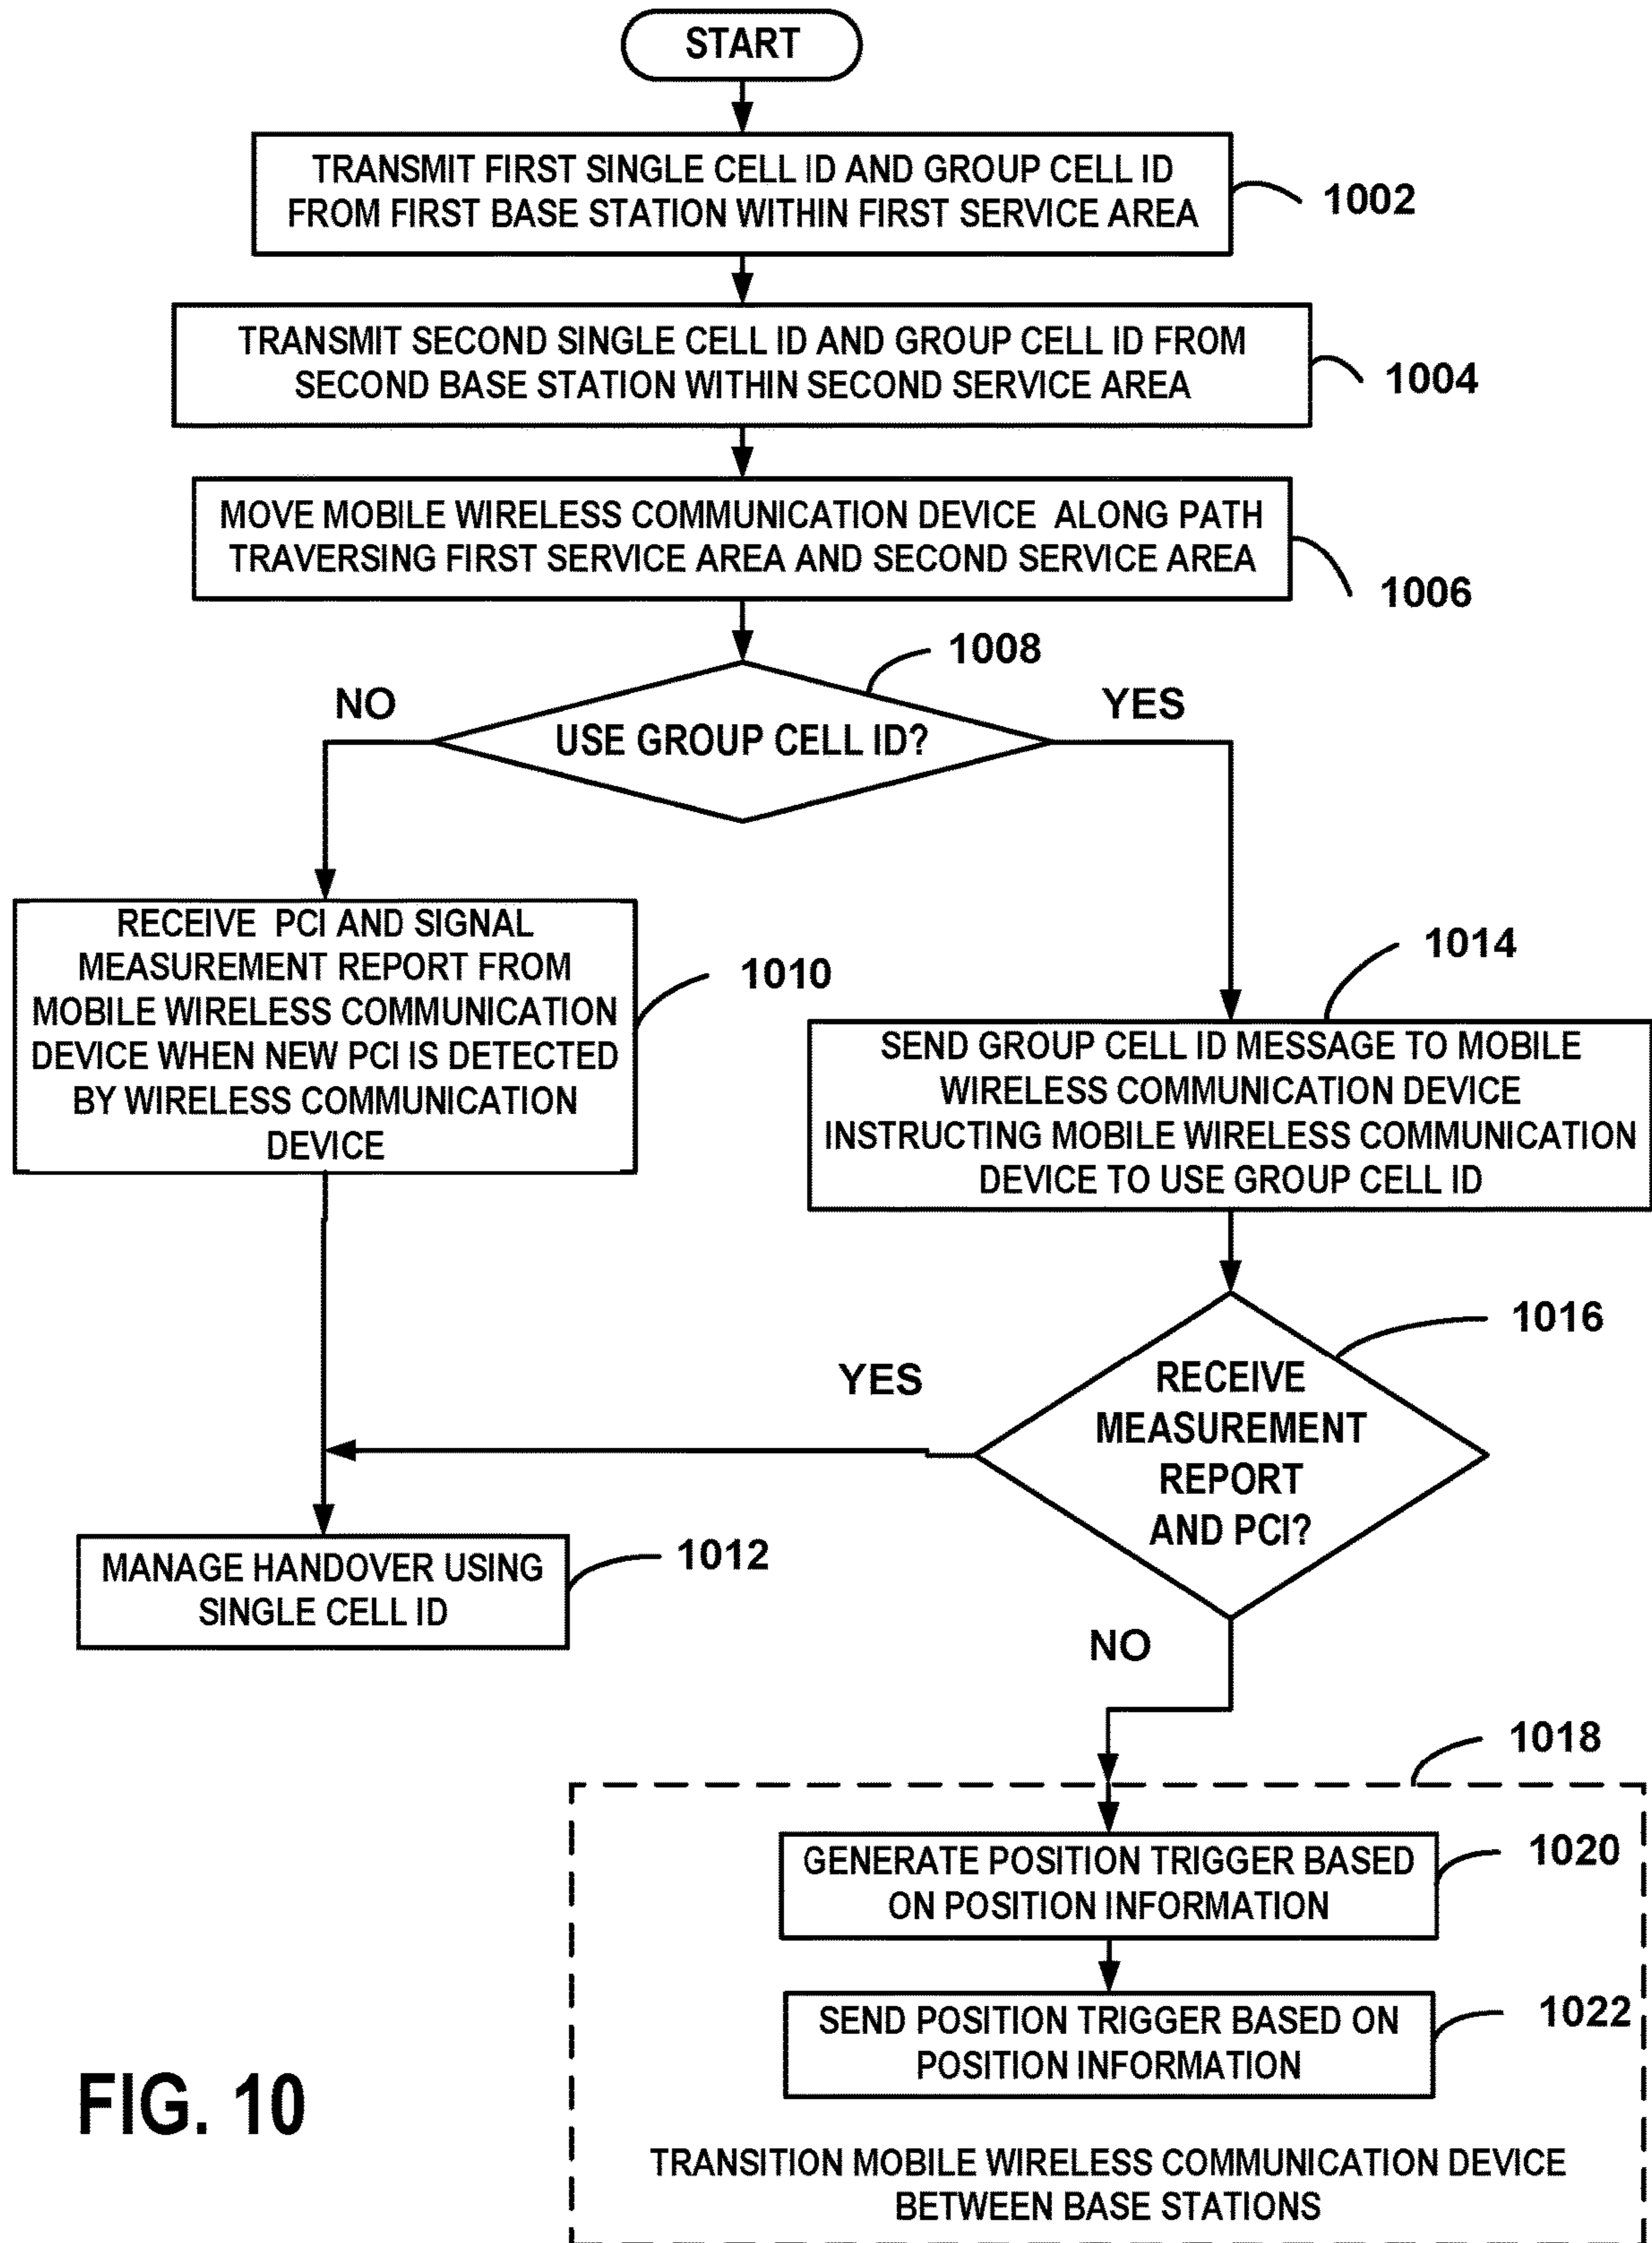 START
TRANSMIT FIRST SINGLE CELL ID AND GROUP CELL ID
FROM FIRST BASE STATION WITHIN FIRST SERVICE AREA
1002
TRANSMIT SECOND SINGLE CELL ID AND GROUP CELL ID FROM
SECOND BASE STATION WITHIN SECOND SERVICE AREA
1004
MOVE MOBILE WIRELESS COMMUNICATION DEVICE ALONG PATH
TRAVERSING FIRST SERVICE AREA AND SECOND SERVICE AREA
1006
1008
NO
YES
USE GROUP CELL ID?
RECEIVE PCI AND SIGNAL
MEASUREMENT REPORT FROM
MOBILE WIRELESS COMMUNICATION
DEVICE WHEN NEW PCI IS DETECTED
BY WIRELESS COMMUNICATION
DEVICE
1010
1014
SEND GROUP CELL ID MESSAGE TO MOBILE
WIRELESS COMMUNICATION DEVICE
INSTRUCTING MOBILE WIRELESS COMMUNICATION
DEVICE TO USE GROUP CELL ID
1016
YES
RECEIVE
MEASUREMENT
REPORT
AND PCI?
MANAGE HANDOVER USING
SINGLE CELL ID
1012
NO
1018
GENERATE POSITION TRIGGER BASED
ON POSITION INFORMATION
1020
SEND POSITION TRIGGER BASED ON
POSITION INFORMATION
1022
TRANSITION MOBILE WIRELESS COMMUNICATION DEVICE
BETWEEN BASE STATIONS
FIG. 10